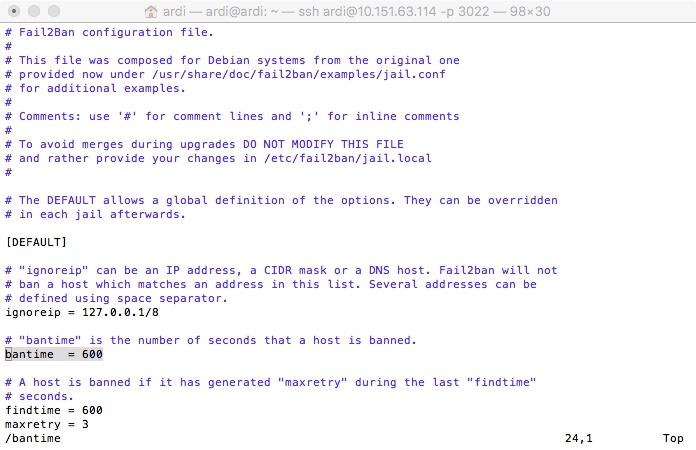 ardi — ardi@ardi: ~ — ssh ardi@10.151.63.114 -p 3022 — 98×30
# Fail2Ban configuration file.
#
# This file was composed for Debian systems from the original one
# provided now under /usr/share/doc/fail2ban/examples/jail.conf
# for additional examples.
#
# Comments: use '#' for comment lines and ';' for inline comments
#
# To avoid merges during upgrades DO NOT MODIFY THIS FILE
# and rather provide your changes in /etc/fail2ban/jail.local
#
# The DEFAULT allows a global definition of the options. They can be overridden
# in each jail afterwards.
[DEFAULT]
# "ignoreip" can be an IP address, a CIDR mask or a DNS host. Fail2ban will not
# ban a host which matches an address in this list. Several addresses can be
# defined using space separator.
ignoreip = 127.0.0.1/8
# "bantime" is the number of seconds that a host is banned.
bantime  = 600
# A host is banned if it has generated "maxretry" during the last "findtime"
# seconds.
findtime = 600
maxretry = 3
/bantime 24,1 Top